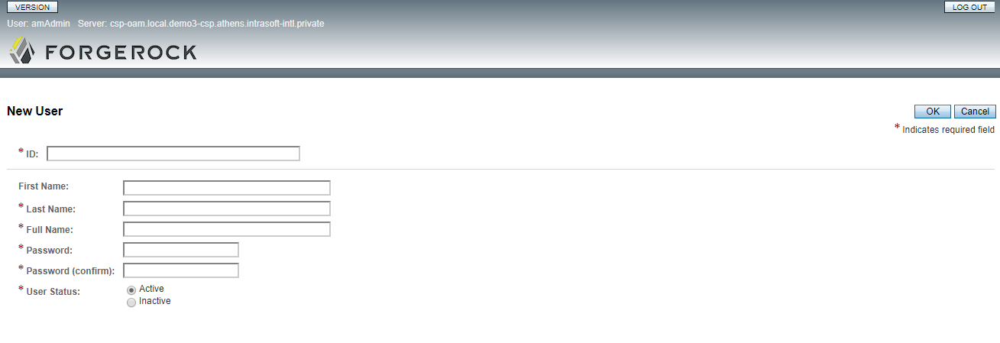 VERSION
LOG OUT
User: amAdmin Server: csp-oam.local.demo3-csp.athens.intrasoft-intl.private
FORGEROCK
New User
OK
Cancel
* Indicates required field
* ID:
First Name:
* Last Name:
* Full Name:
* Password:
* Password (confirm):
* User Status:
Active
Inactive